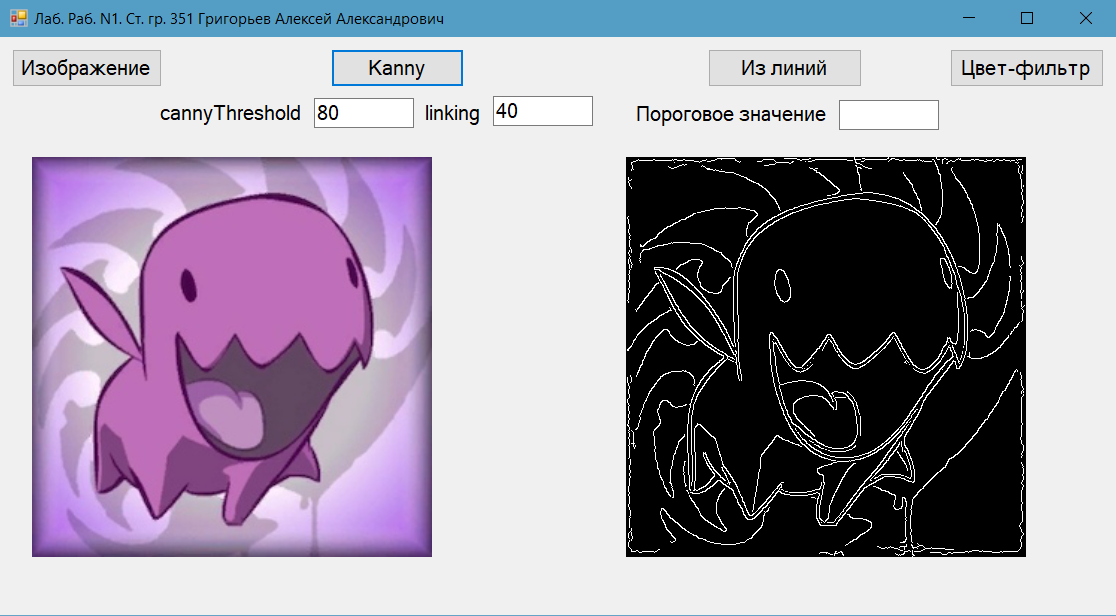 Лаб. Раб. N1. Ст. гр. 351 Григорьев Алексей Александрович
Изображение Kanny Из линий Цвет-фильтр
cannyThreshold 80 linking 40 Пороговое значение